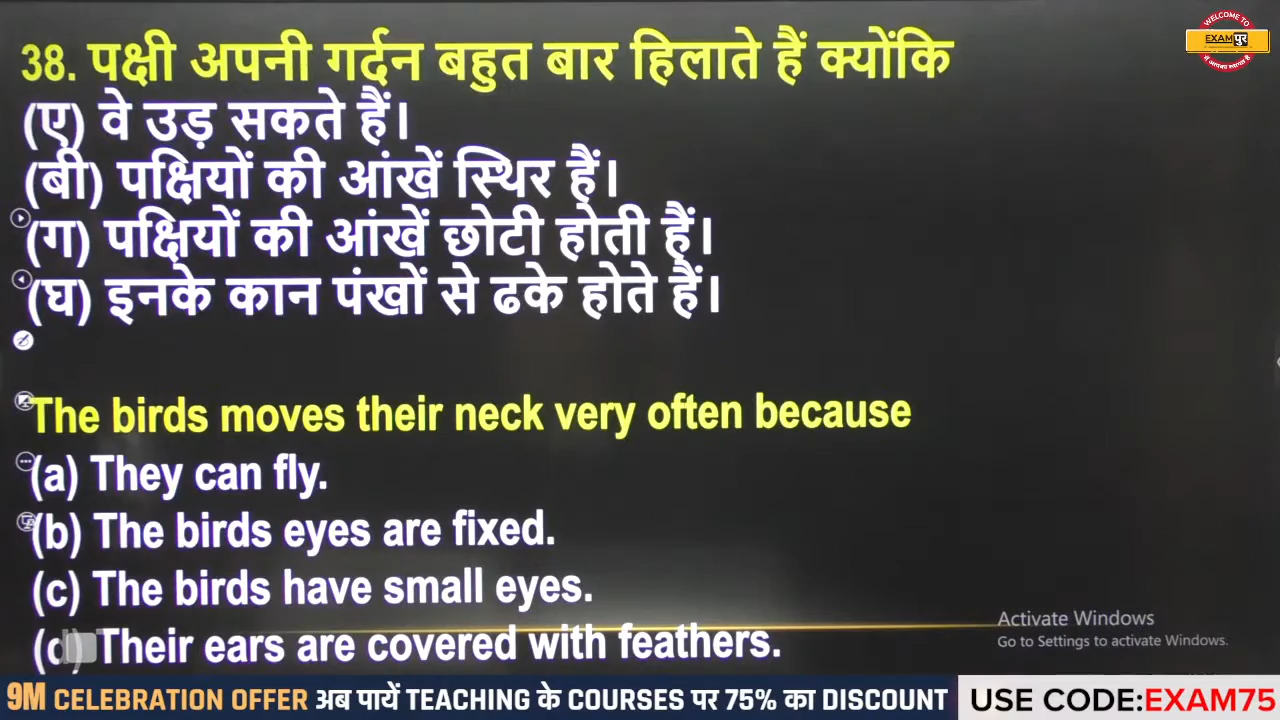 WELCOME TO
EXAMपुर
38. पक्षी अपनी गर्दन बहुत बार हिलाते हैं क्योंकि
(ए) वे उड़ सकते हैं।
(बी) पक्षियों की आंखें स्थिर हैं।
(ग) पक्षियों की आंखें छोटी होती हैं।
(घ) इनके कान पंखों से ढके होते हैं।
The birds moves their neck very often because
(a) They can fly.
(b) The birds eyes are fixed.
(c) The birds have small eyes.
(d) Their ears are covered with feathers.
Activate Windows
Go to Settings to activate Windows.
9M CELEBRATION OFFER अब पायें TEACHING के COURSES पर 75% का DISCOUNT
USE CODE:EXAM75